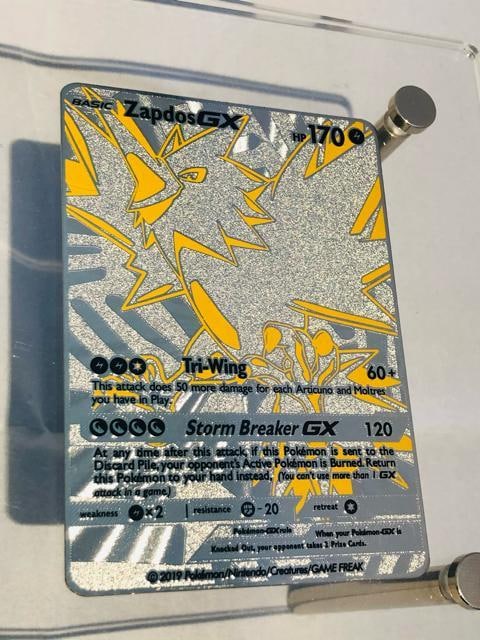 BASIC ZapdosGX HP170
Tri-Wing 60+
This attack does 50 more damage for each Articuno and Moltres
you have in Play.
Storm Breaker GX 120
At any time after this attack, if this Pokémon is sent to the
Discard Pile, your opponent's Active Pokémon is Burned. Return
this Pokémon to your hand instead. (You can't use more than 1 GX
attack in a game.)
weakness ×2 resistance -20 retreat
Pokémon-GX rule When your Pokémon-GX is
Knocked Out, your opponent takes 2 Prize Cards.
© 2019 Pokémon/Nintendo/Creatures/GAME FREAK